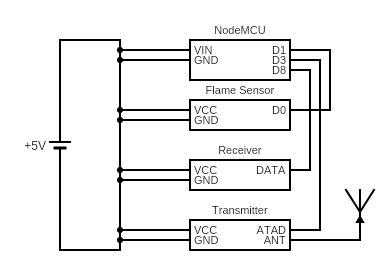 NodeMCU
VIN D1
GND D3
D8
Flame Sensor
VCC D0
GND
+5V
Receiver
VCC DATA
GND
Transmitter
VCC ATAD
GND ANT